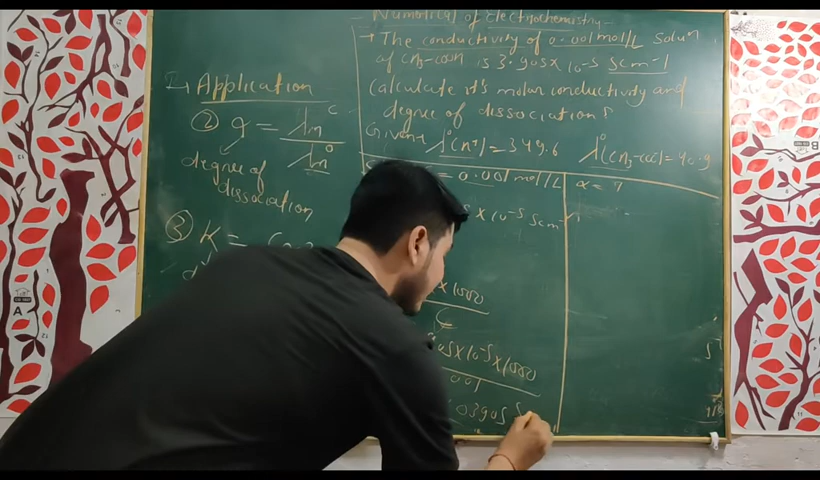 Numerical of Electrochemistry
→ The conductivity of 0.001 mol/L solun
of CH3-COOH is 3.905 × 10-5 Scm-1
Calculate it's molar conductivity and
degree of dissociation
Given λ°(H+) = 349.6
λ°(CH3-COO-) = 40.9
Application
② α = Λm^c
Λm^o
degree of
dissociation
③ K =
= 0.001 mol/L
× 10-5 Scm-1
α = ?
× 1000
C
05 × 10-5 × 1000
001
03905 S
A
B